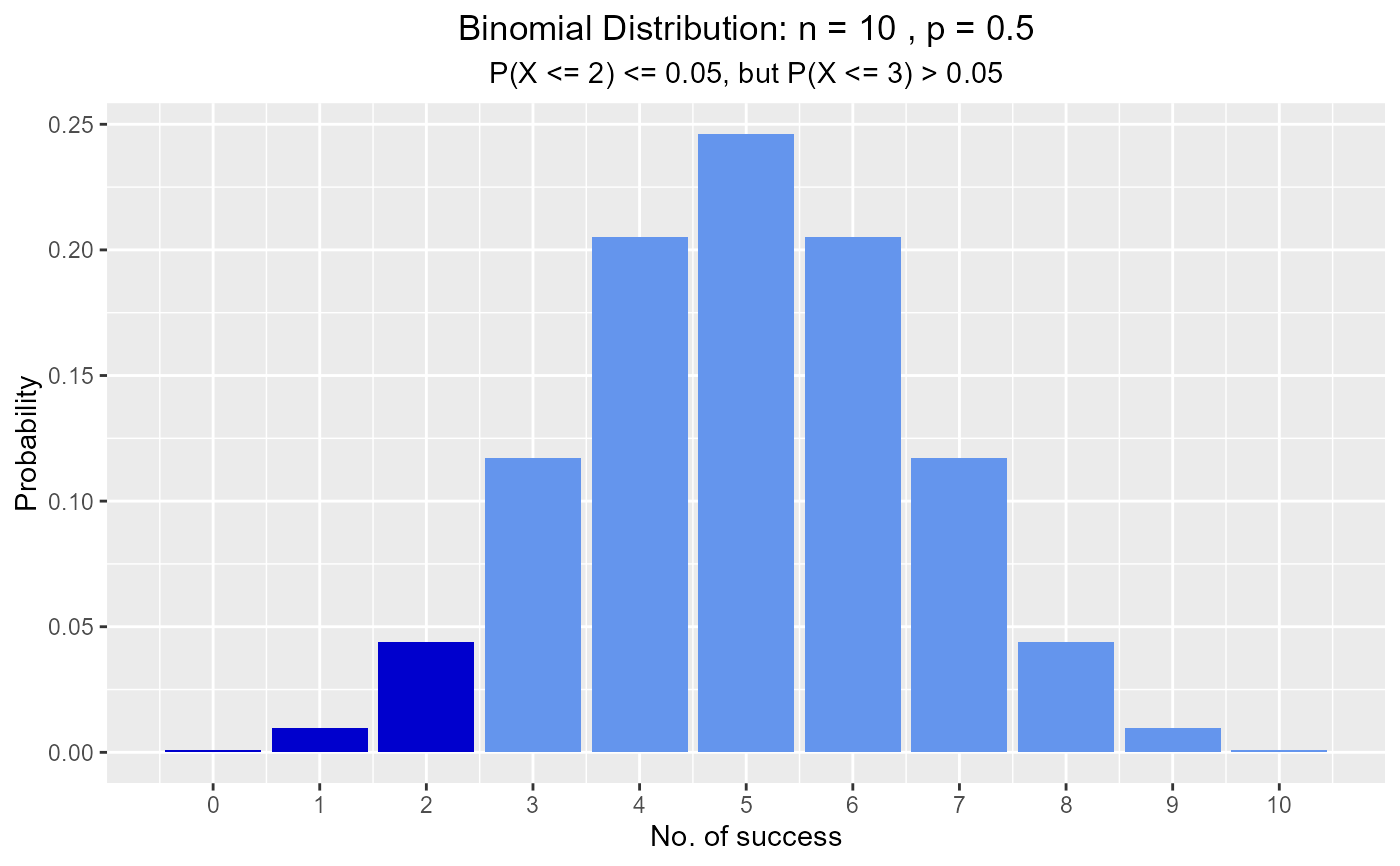 Binomial Distribution: n = 10 , p = 0.5
P(X <= 2) <= 0.05, but P(X <= 3) > 0.05
Probability
0.25
0.20
0.15
0.10
0.05
0.00
0 1 2 3 4 5 6 7 8 9 10
No. of success